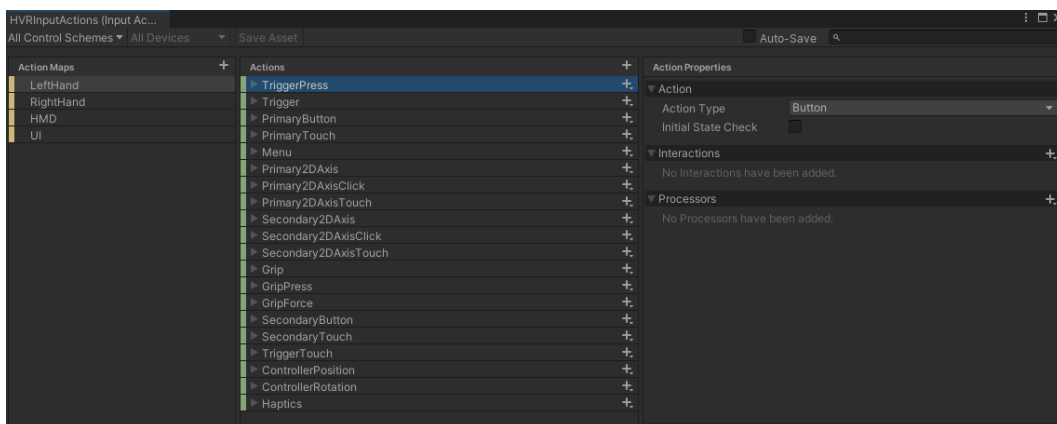 HVRInputActions (Input Ac...
All Control Schemes All Devices Save Asset Auto-Save
Action Maps
LeftHand
RightHand
HMD
UI
Actions
TriggerPress
Trigger
PrimaryButton
PrimaryTouch
Menu
Primary2DAxis
Primary2DAxisClick
Primary2DAxisTouch
Secondary2DAxis
Secondary2DAxisClick
Secondary2DAxisTouch
Grip
GripPress
GripForce
SecondaryButton
SecondaryTouch
TriggerTouch
ControllerPosition
ControllerRotation
Haptics
Action Properties
Action
Action Type Button
Initial State Check
Interactions
No Interactions have been added.
Processors
No Processors have been added.